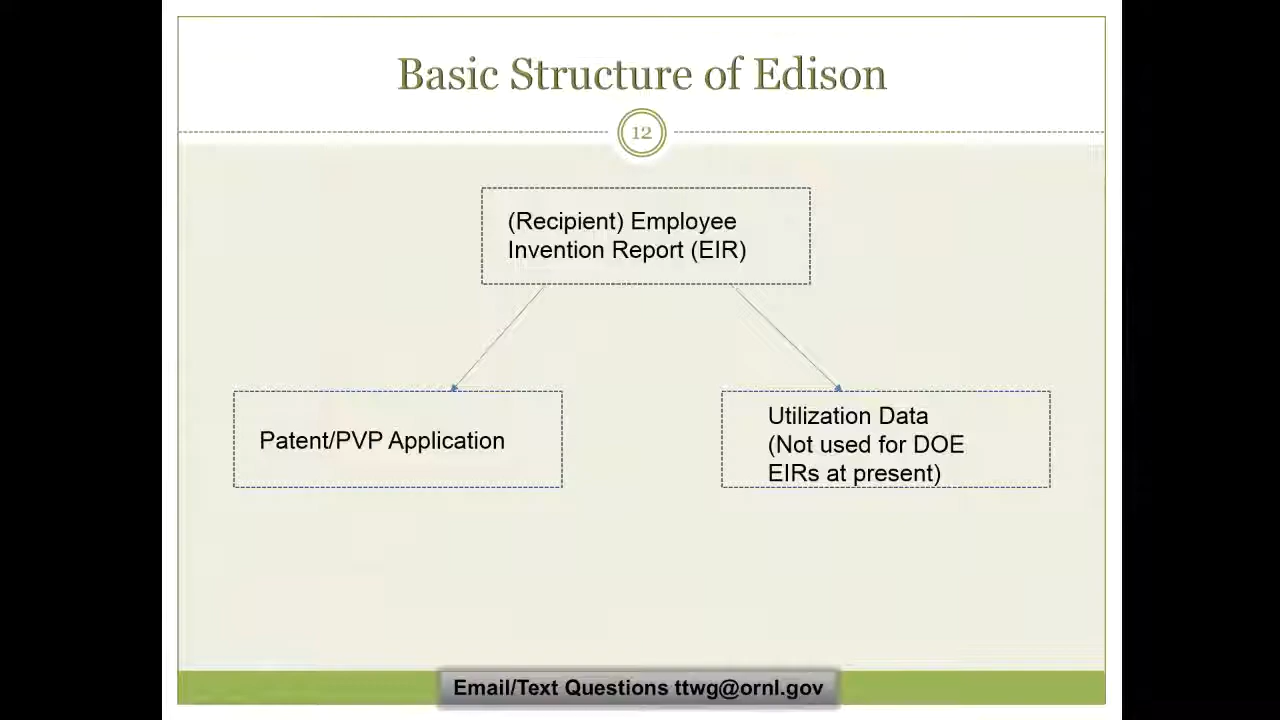 Basic Structure of Edison
12
(Recipient) Employee
Invention Report (EIR)
Patent/PVP Application
Utilization Data
(Not used for DOE
EIRs at present)
Email/Text Questions ttwg@ornl.gov